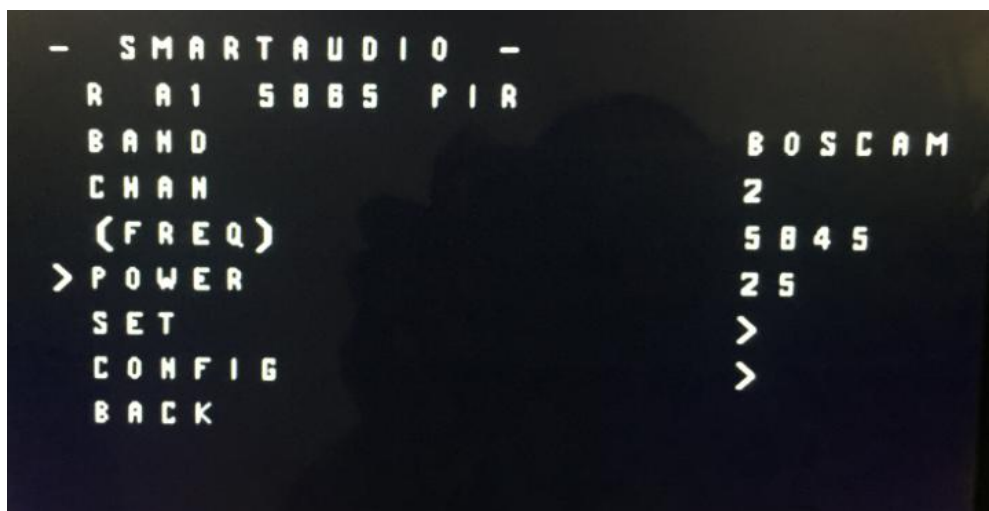 - SMARTAUDIO -
R A1 5865 PIR
BAND BOSCAM
CHAN 2
(FREQ) 5845
> POWER 25
SET >
CONFIG >
BACK